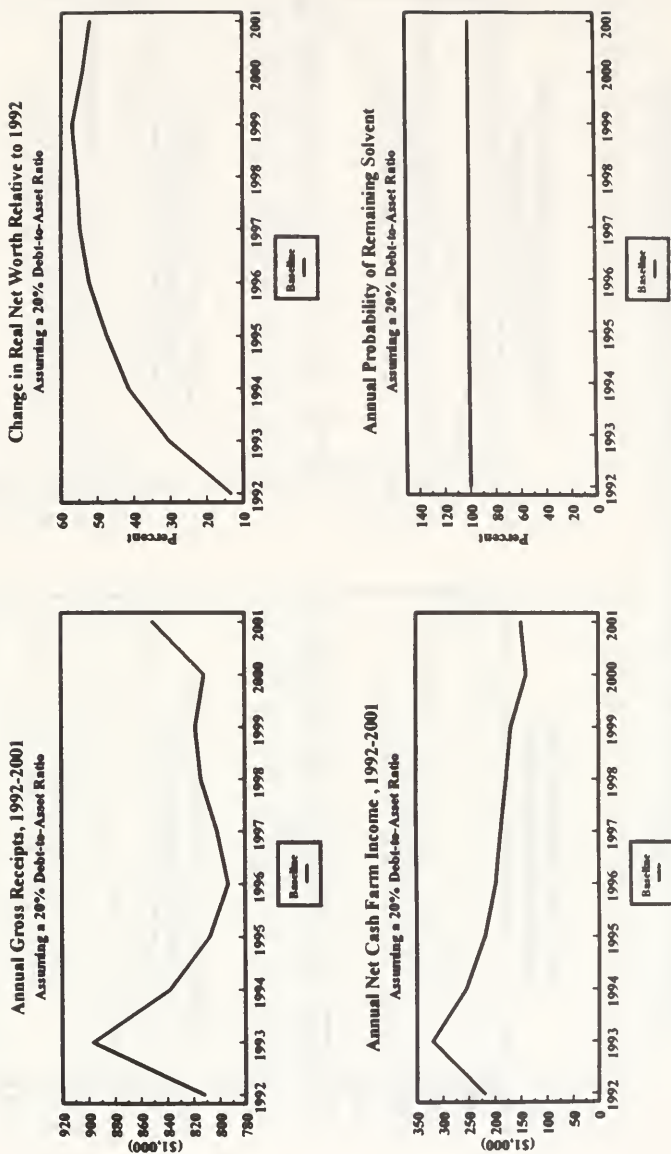 Annual Gross Receipts, 1992-2001
Assuming a 20% Debt-to-Asset Ratio
($1,000)
920
900
880
860
840
820
800
780
1992 1993 1994 1995 1996 1997 1998 1999 2000 2001
Baseline
Change in Real Net Worth Relative to 1992
Assuming a 20% Debt-to-Asset Ratio
Percent
60
50
40
30
20
10
1992 1993 1994 1995 1996 1997 1998 1999 2000 2001
Baseline
Annual Net Cash Farm Income , 1992-2001
Assuming a 20% Debt-to-Asset Ratio
($1,000)
350
300
250
200
150
100
50
0
1992 1993 1994 1995 1996 1997 1998 1999 2000 2001
Baseline
Annual Probability of Remaining Solvent
Assuming a 20% Debt-to-Asset Ratio
Percent
140
120
100
80
60
40
20
0
1992 1993 1994 1995 1996 1997 1998 1999 2000 2001
Baseline